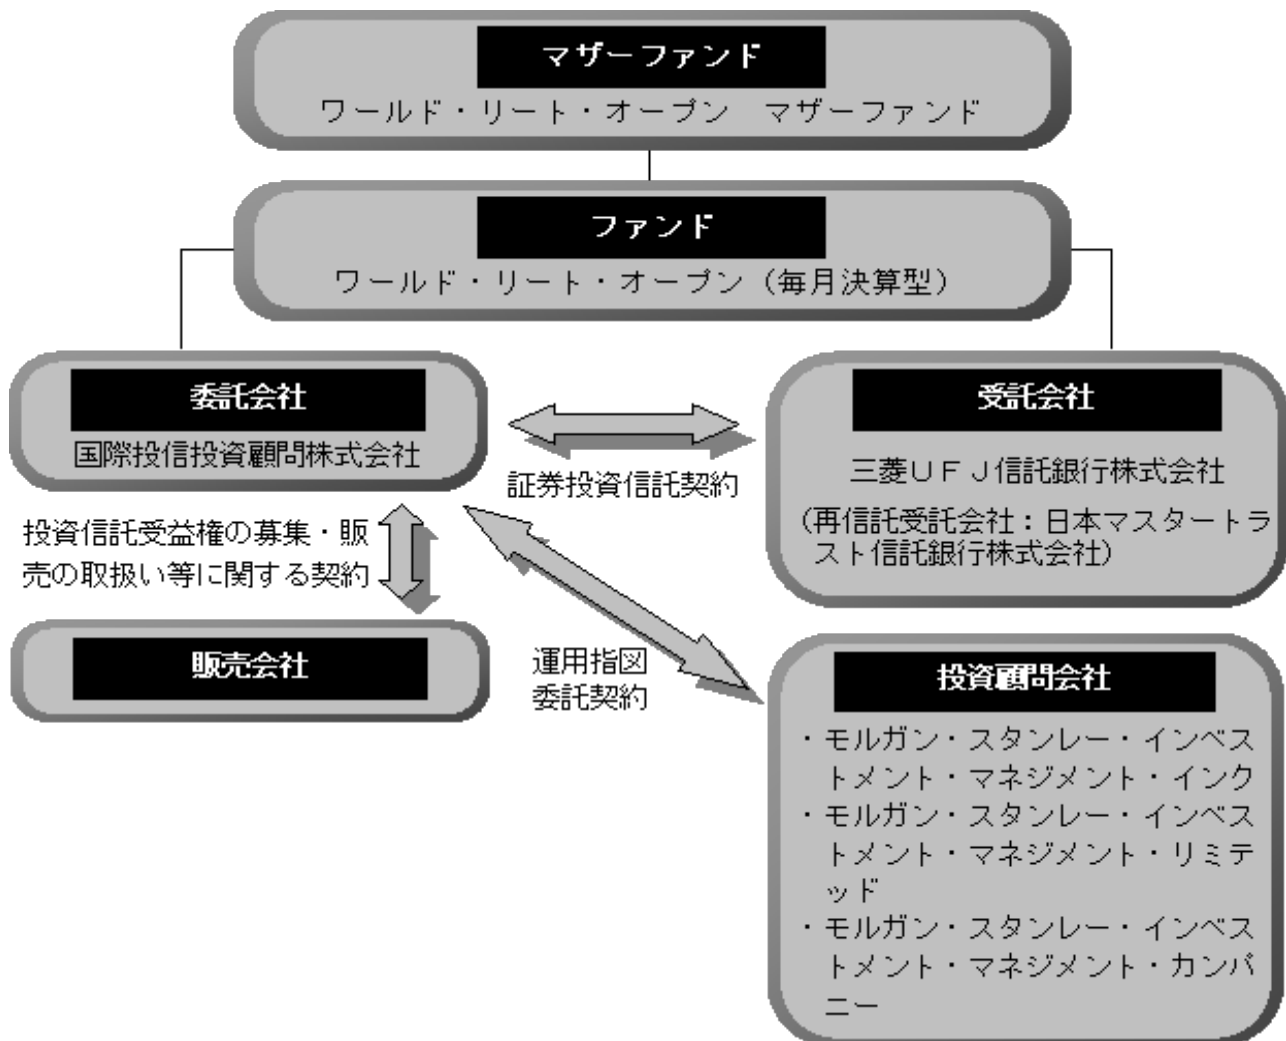 マザーファンド
ワールド・リート・オープン　マザーファンド
ファンド
ワールド・リート・オープン（毎月決算型）
委託会社
国際投信投資顧問株式会社
受託会社
三菱ＵＦＪ信託銀行株式会社
（再信託受託会社：日本マスタートラ
スト信託銀行株式会社）
証券投資信託契約
投資信託受益権の募集・販
売の取扱い等に関する契約
販売会社
運用指図
委託契約
投資顧問会社
・モルガン・スタンレー・インベス
トメント・マネジメント・インク
・モルガン・スタンレー・インベス
トメント・マネジメント・リミテ
ッド
・モルガン・スタンレー・インベス
トメント・マネジメント・カンパ
ニー